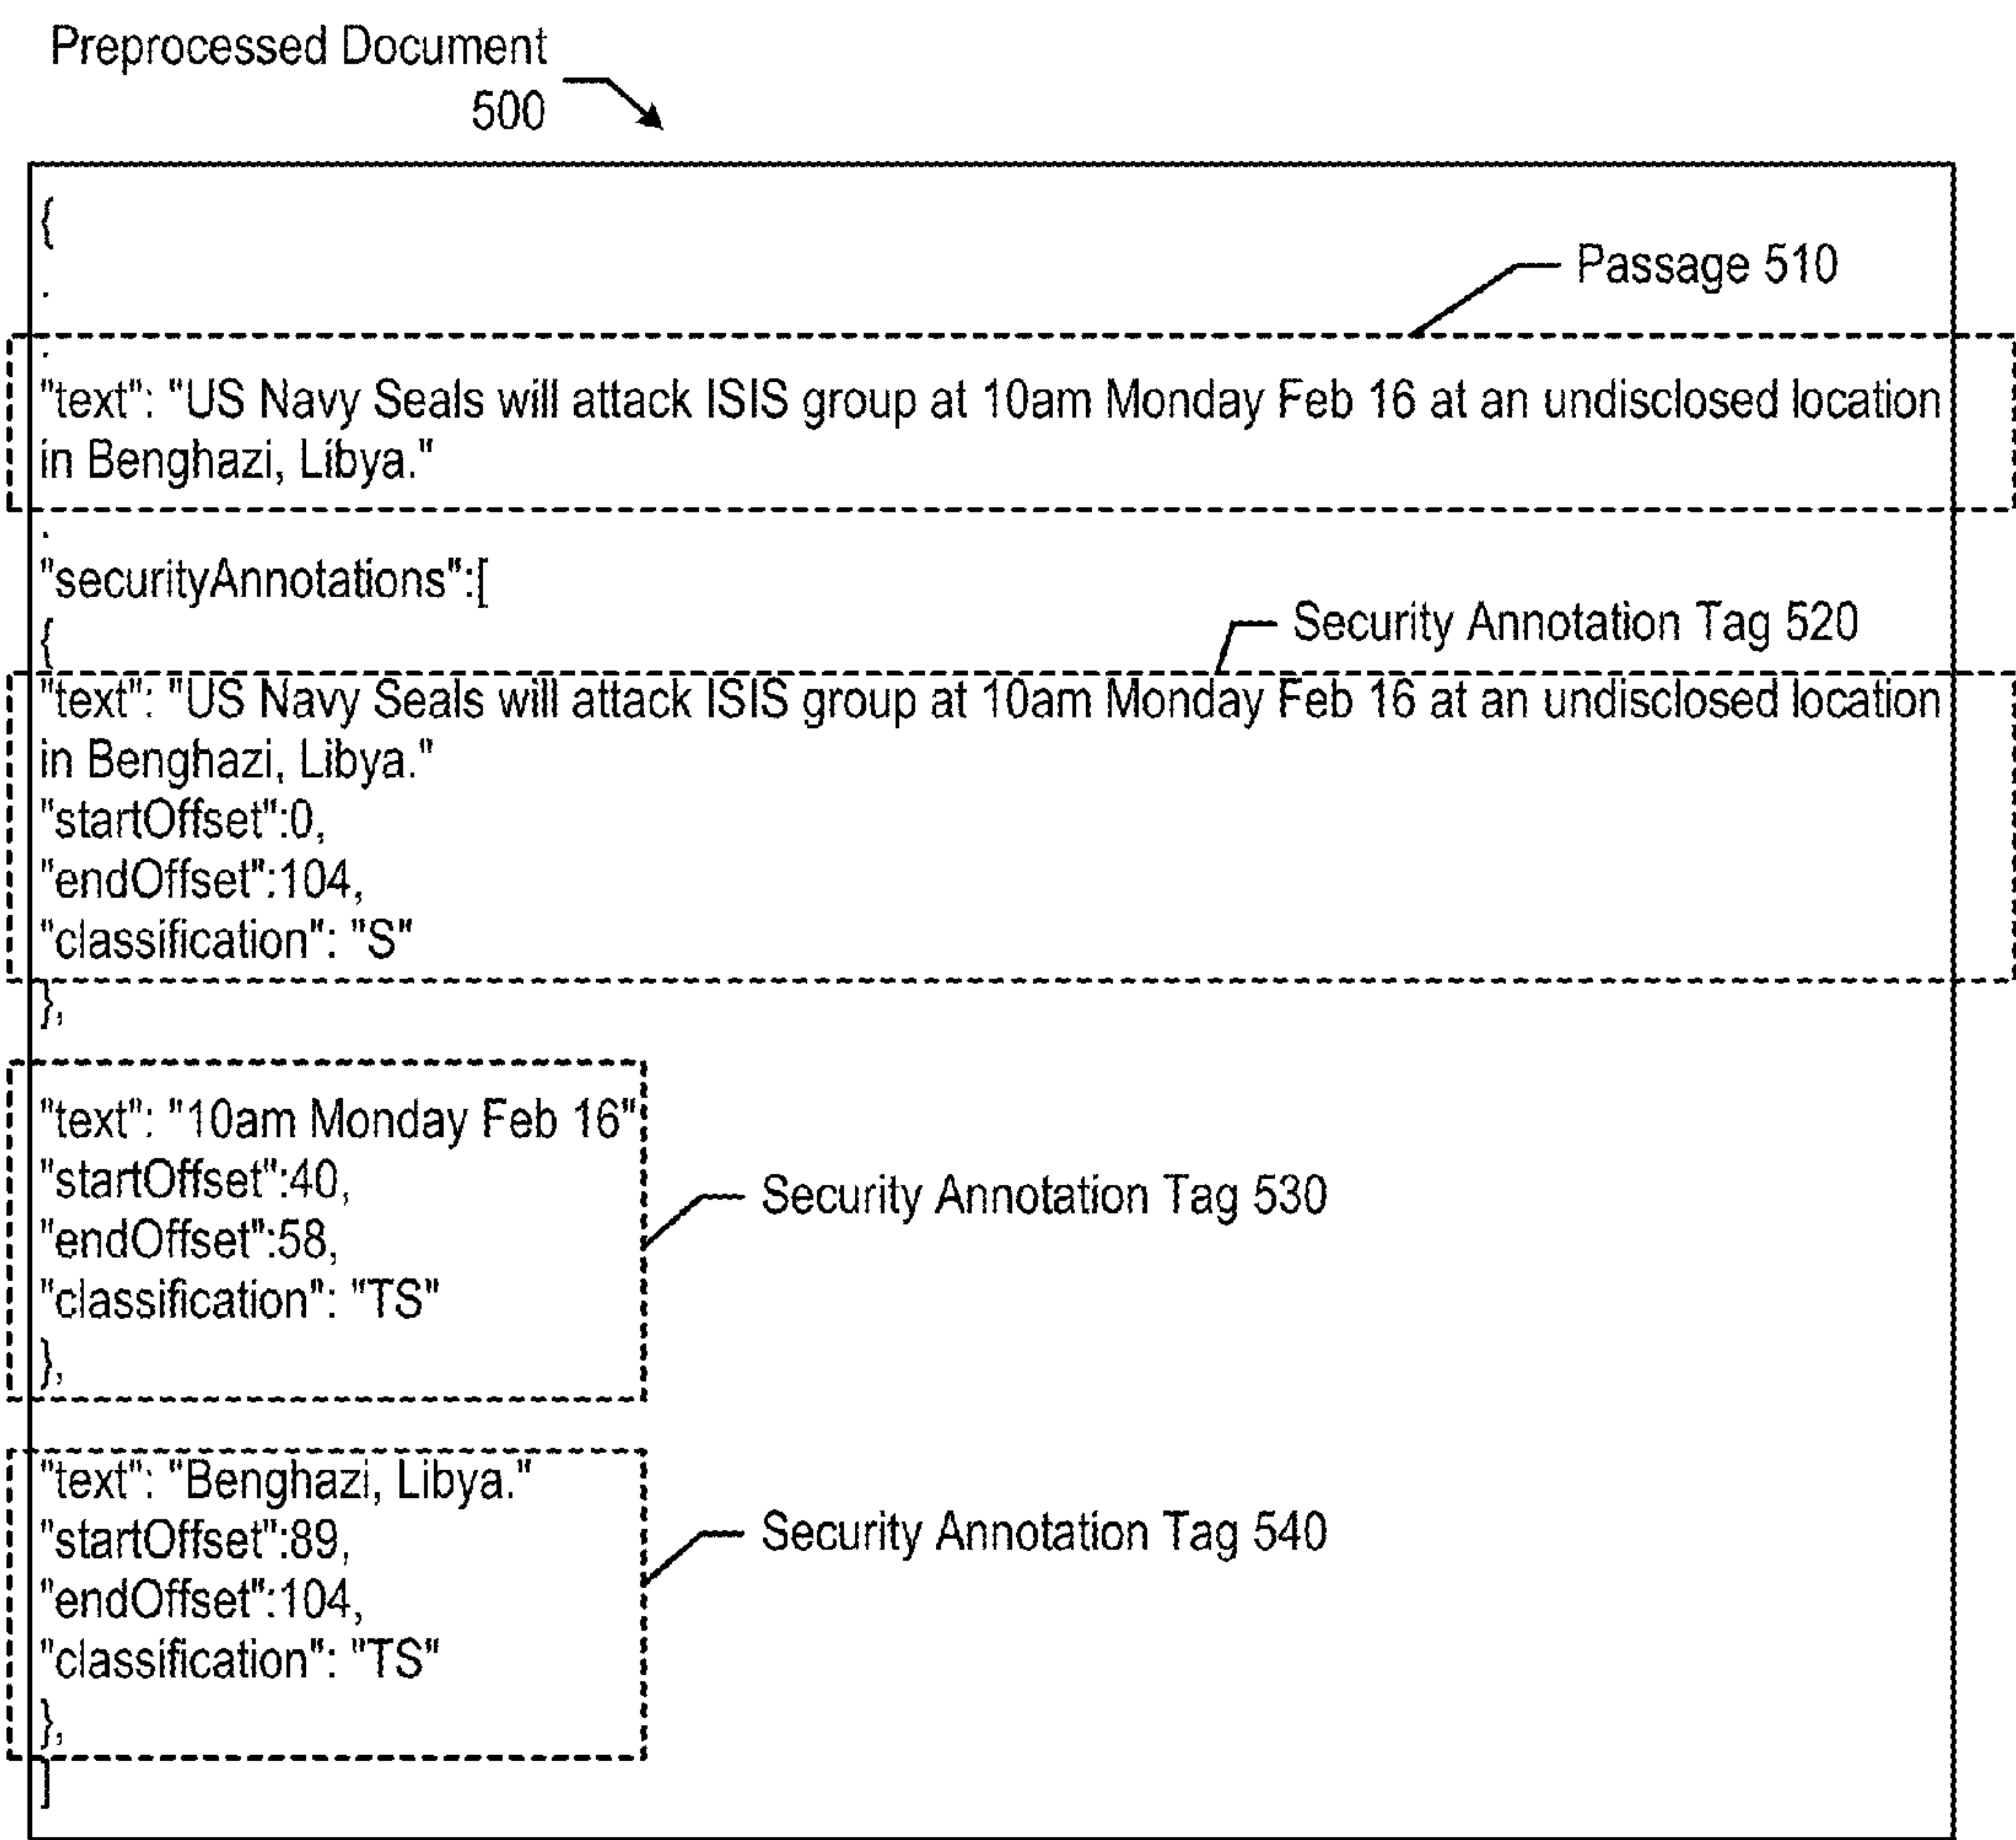 Preprocessed Document
500
{
.
Passage 510
.
"text": "US Navy Seals will attack ISIS group at 10am Monday Feb 16 at an undisclosed location
in Benghazi, Libya."
.
"securityAnnotations":[
{
Security Annotation Tag 520
"text": "US Navy Seals will attack ISIS group at 10am Monday Feb 16 at an undisclosed location
in Benghazi, Libya."
"startOffset":0,
"endOffset":104,
"classification": "S"
},
"text": "10am Monday Feb 16"
"startOffset":40,
"endOffset":58,
"classification": "TS"
},
Security Annotation Tag 530
"text": "Benghazi, Libya."
"startOffset":89,
"endOffset":104,
"classification": "TS"
},
Security Annotation Tag 540
]